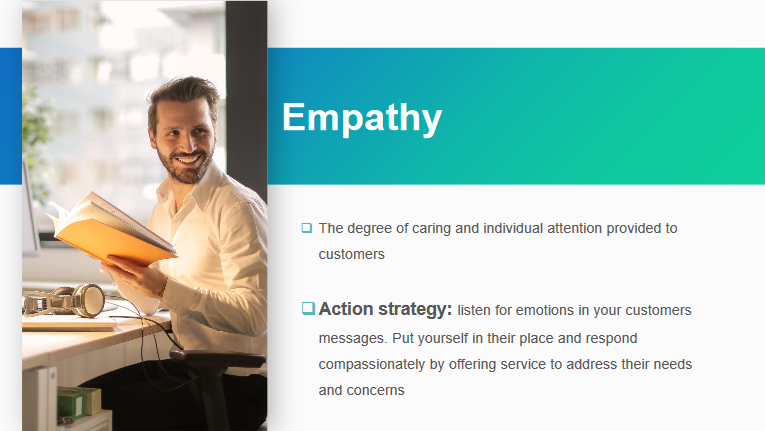 Empathy
The degree of caring and individual attention provided to
customers
Action strategy: listen for emotions in your customers
messages. Put yourself in their place and respond
compassionately by offering service to address their needs
and concerns